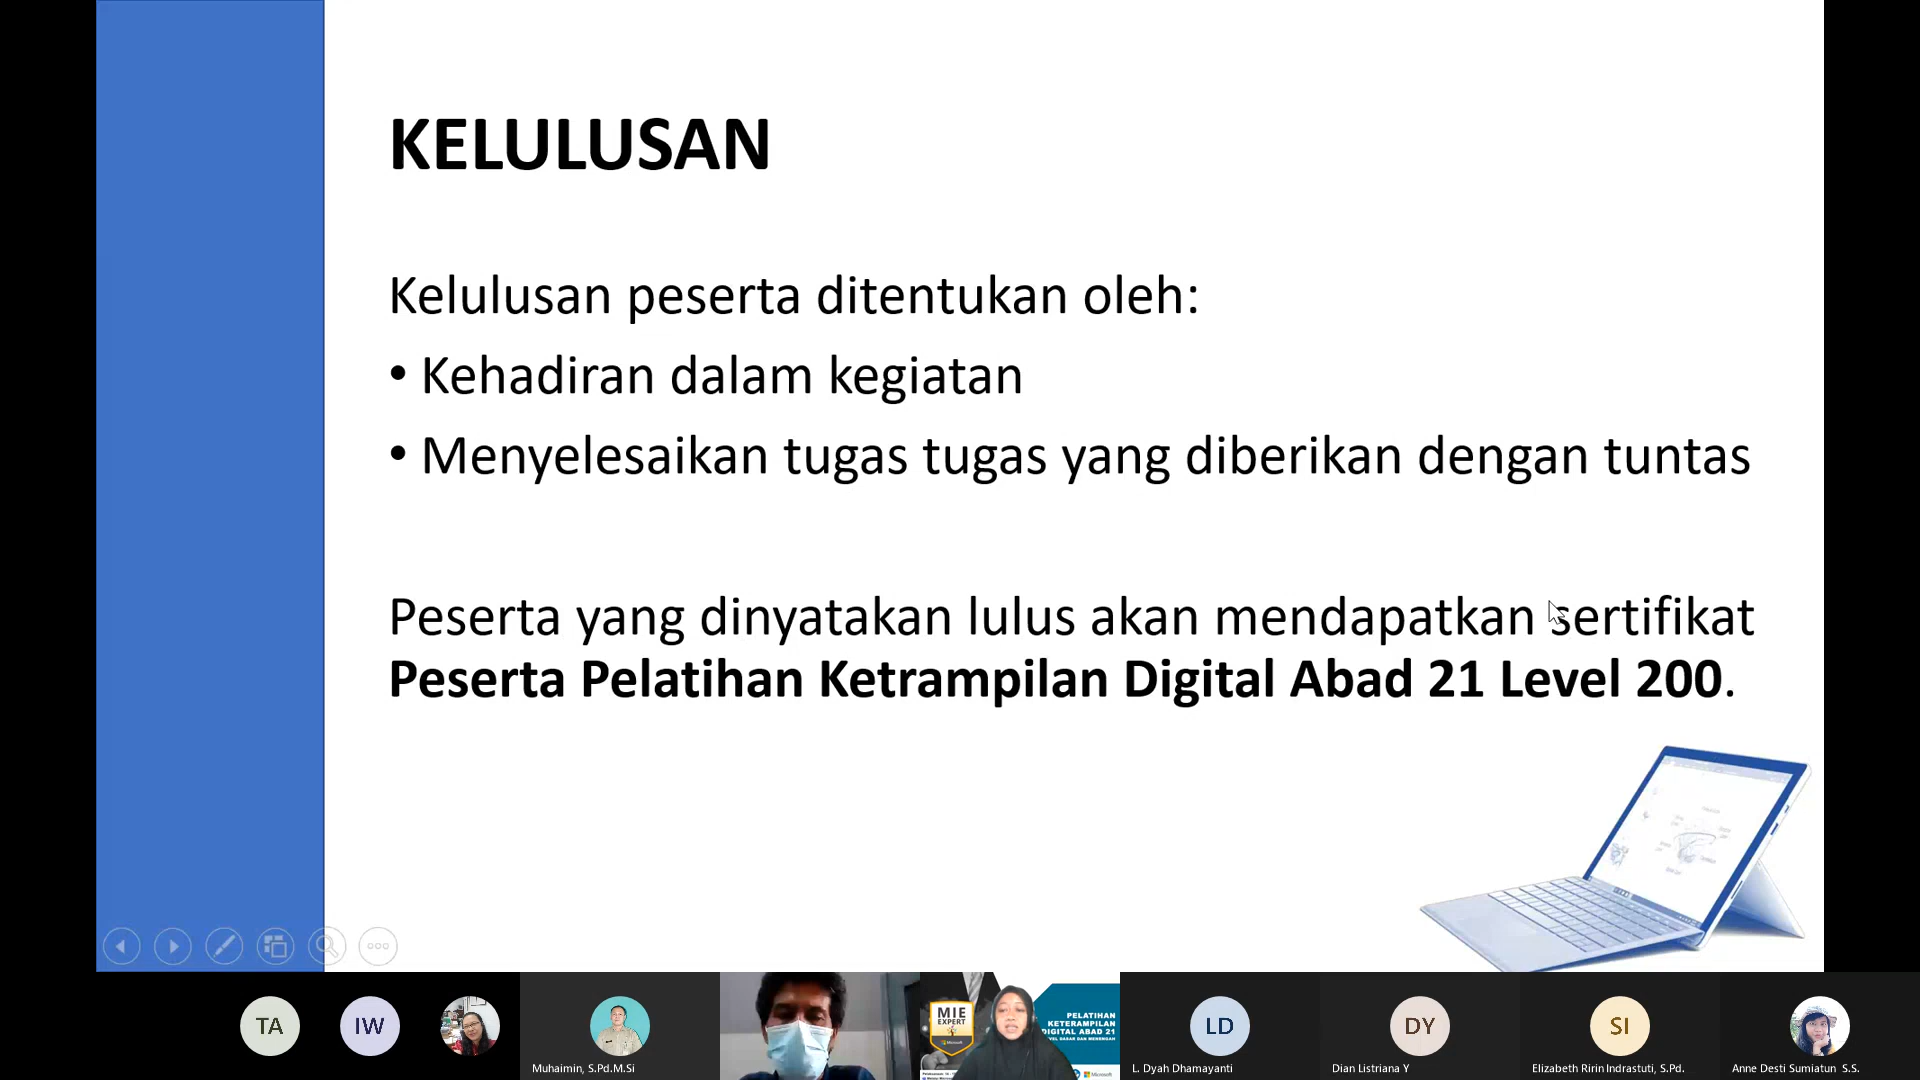 KELULUSAN
Kelulusan peserta ditentukan oleh:
• Kehadiran dalam kegiatan
• Menyelesaikan tugas tugas yang diberikan dengan tuntas
Peserta yang dinyatakan lulus akan mendapatkan sertifikat
Peserta Pelatihan Ketrampilan Digital Abad 21 Level 200.
TA
IW
Muhaimin, S.Pd.M.Si
MIE
EXPERT
PELATIHAN
KETERAMPILAN
DIGITAL ABAD 21
Microsoft
LD
L. Dyah Dhamayanti
DY
Dian Listriana Y
SI
Elizabeth Ririn Indrastuti, S.Pd.
Anne Desti Sumiatun S.S.